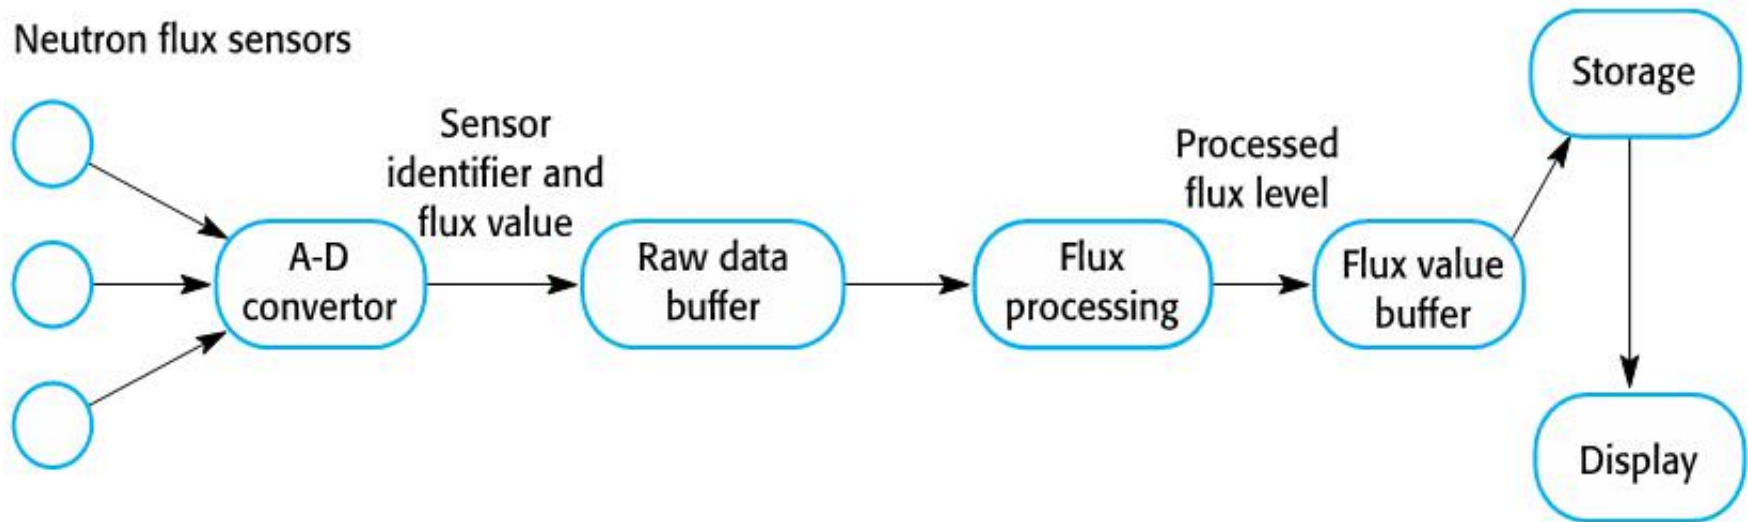 Neutron flux sensors
Sensor
identifier and
flux value
A-D
convertor
Raw data
buffer
Flux
processing
Processed
flux level
Flux value
buffer
Storage
Display